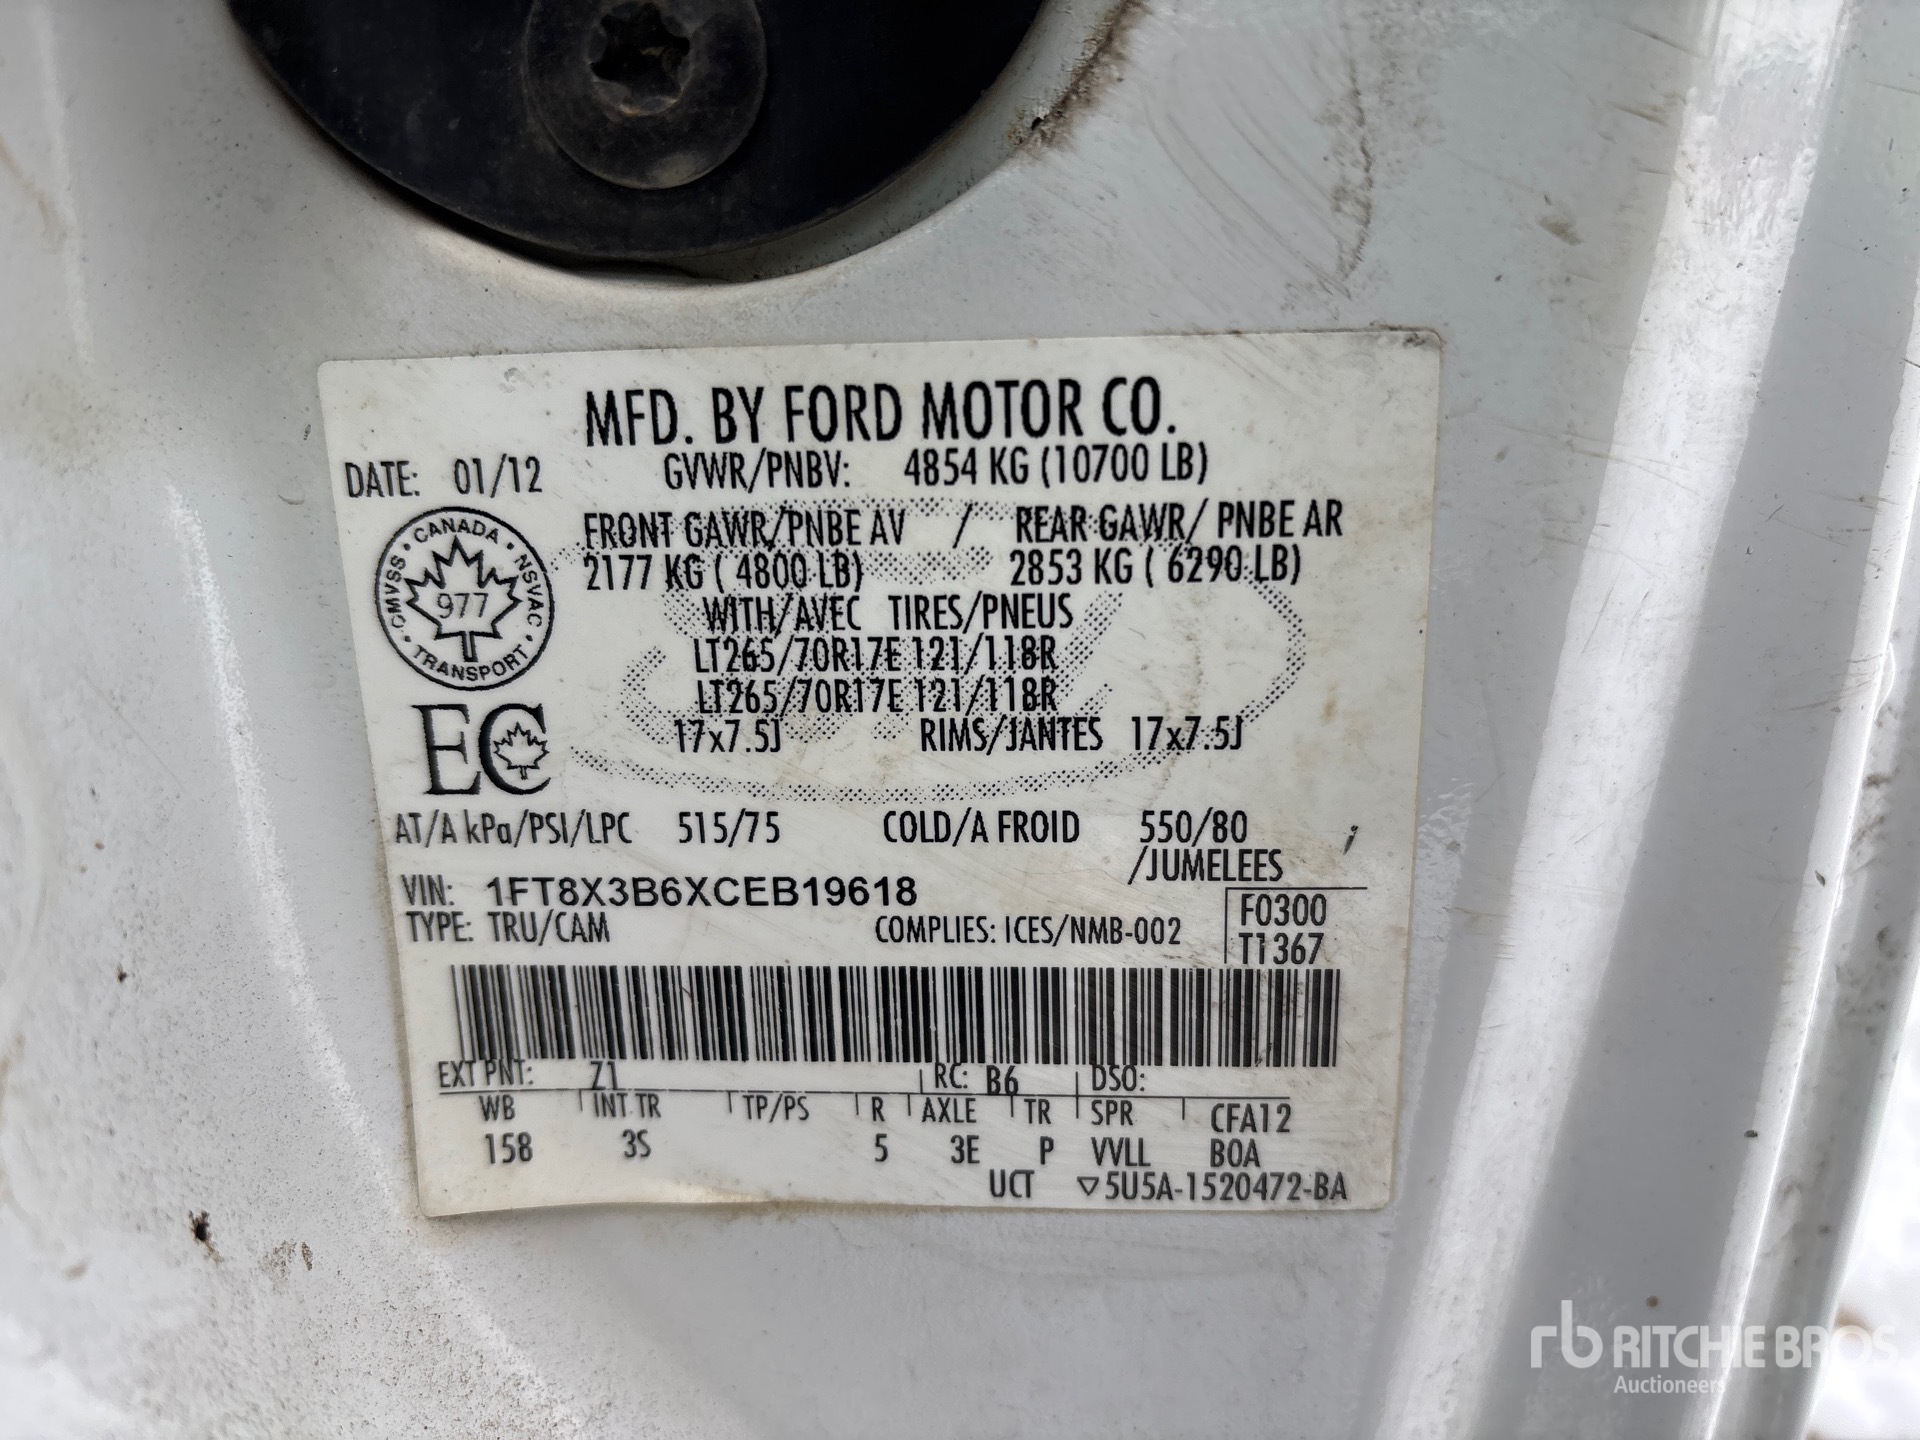 MFD. BY FORD MOTOR CO.
DATE: 01/12 GVWR/PNBV: 4854 KG (10700 LB)
FRONT GAWR/PNBE AV / REAR GAWR/ PNBE AR
2177 KG ( 4800 LB) 2853 KG ( 6290 LB)
WITH/AVEC TIRES/PNEUS
LT265/70R17E 121/118R
LT265/70R17E 121/118R
17x7.5J RIMS/JANTES 17x7.5J
CANADA · NSVAC · TRANSPORT · CMVSS
977
EC
AT/A kPa/PSI/LPC 515/75 COLD/A FROID 550/80
/JUMELEES
VIN: 1FT8X3B6XCEB19618
TYPE: TRU/CAM COMPLIES: ICES/NMB-002
F0300
T1367
EXT PNT: Z1 RC: B6 DSO:
WB INT TR TP/PS R AXLE TR SPR CFA12
158 3S 5 3E P VVLL BOA
UCT ▽5U5A-1520472-BA
rb RITCHIE BROS
Auctioneers